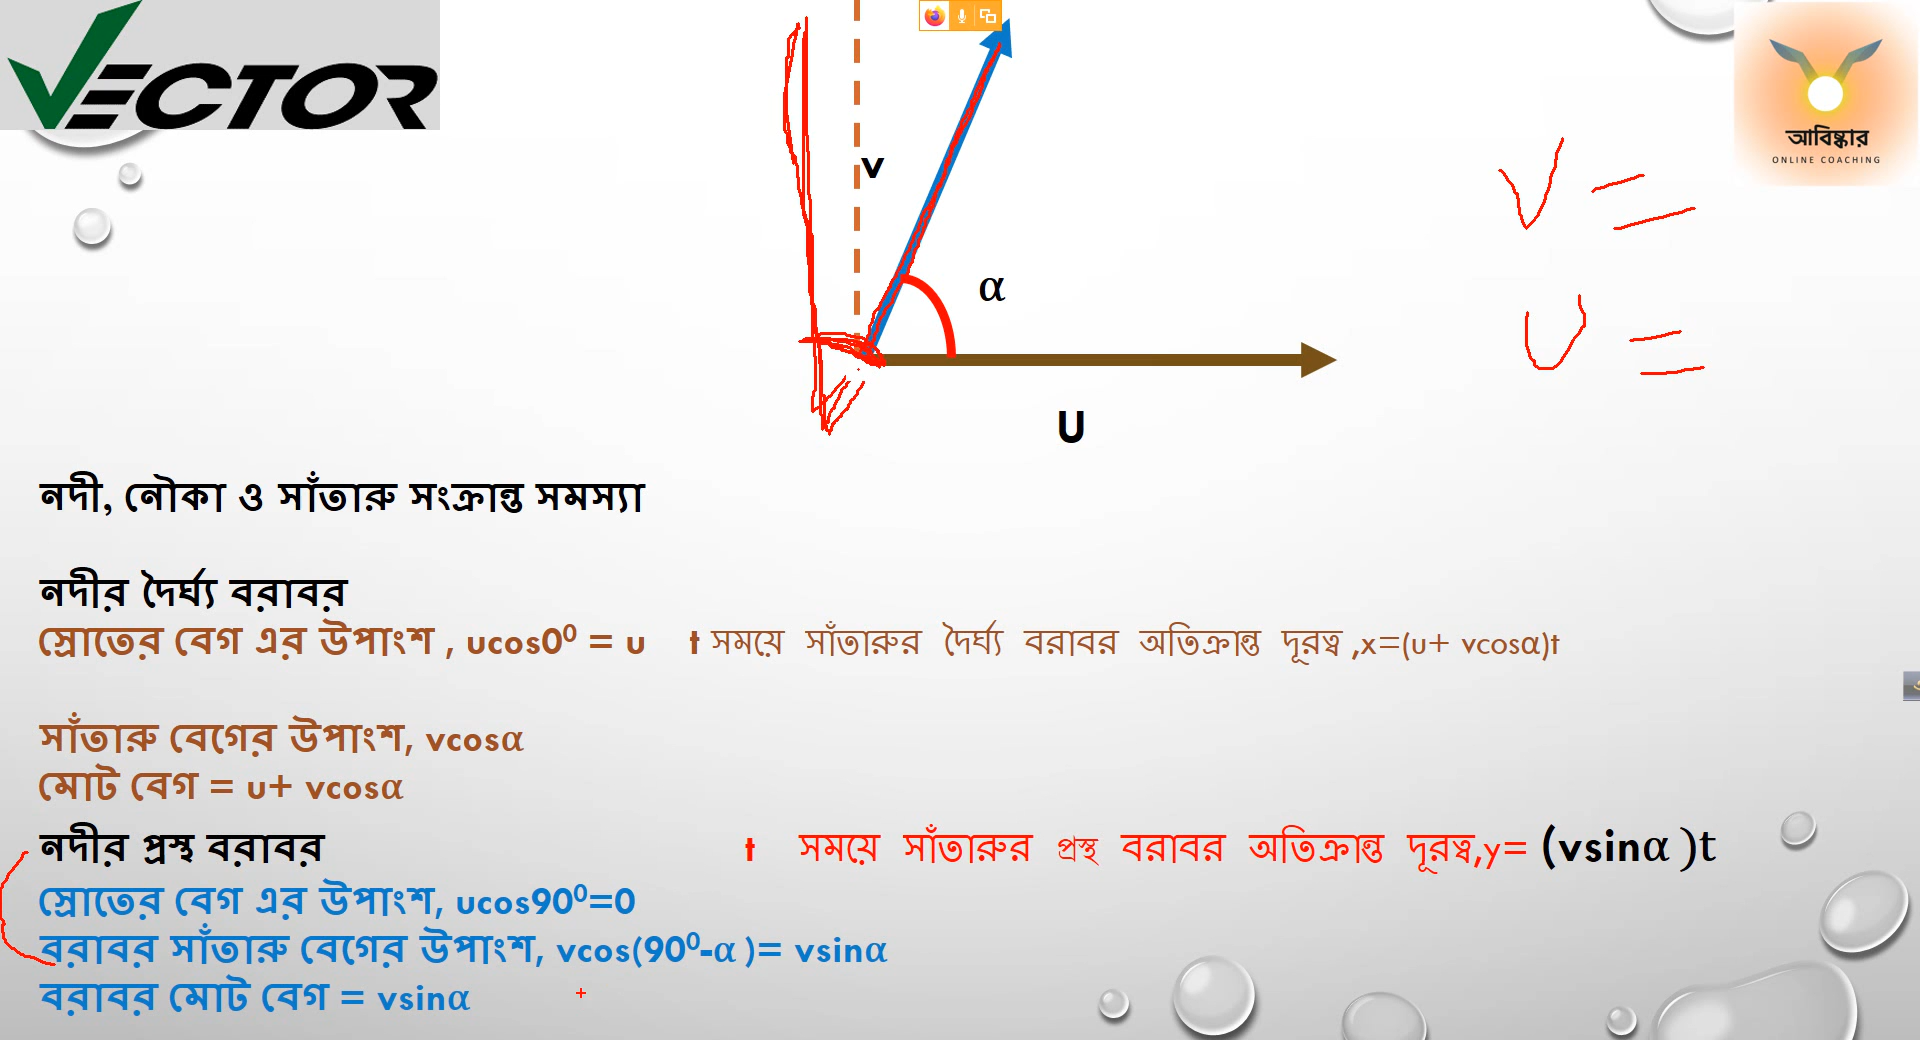 VECTOR
আবিষ্কার
ONLINE COACHING
v
α
U
V =
U =
নদী, নৌকা ও সাঁতারু সংক্রান্ত সমস্যা
নদীর দৈর্ঘ্য বরাবর
স্রোতের বেগ এর উপাংশ , ucos0⁰ = u t সময়ে সাঁতারুর দৈর্ঘ্য বরাবর অতিক্রান্ত দূরত্ব ,x=(u+ vcosα)t
সাঁতারু বেগের উপাংশ, vcosα
মোট বেগ = u+ vcosα
নদীর প্রস্থ বরাবর t সময়ে সাঁতারুর প্রস্থ বরাবর অতিক্রান্ত দূরত্ব,y= (vsinα )t
স্রোতের বেগ এর উপাংশ, ucos90⁰=0
বরাবর সাঁতারু বেগের উপাংশ, vcos(90⁰-α )= vsinα
বরাবর মোট বেগ = vsinα